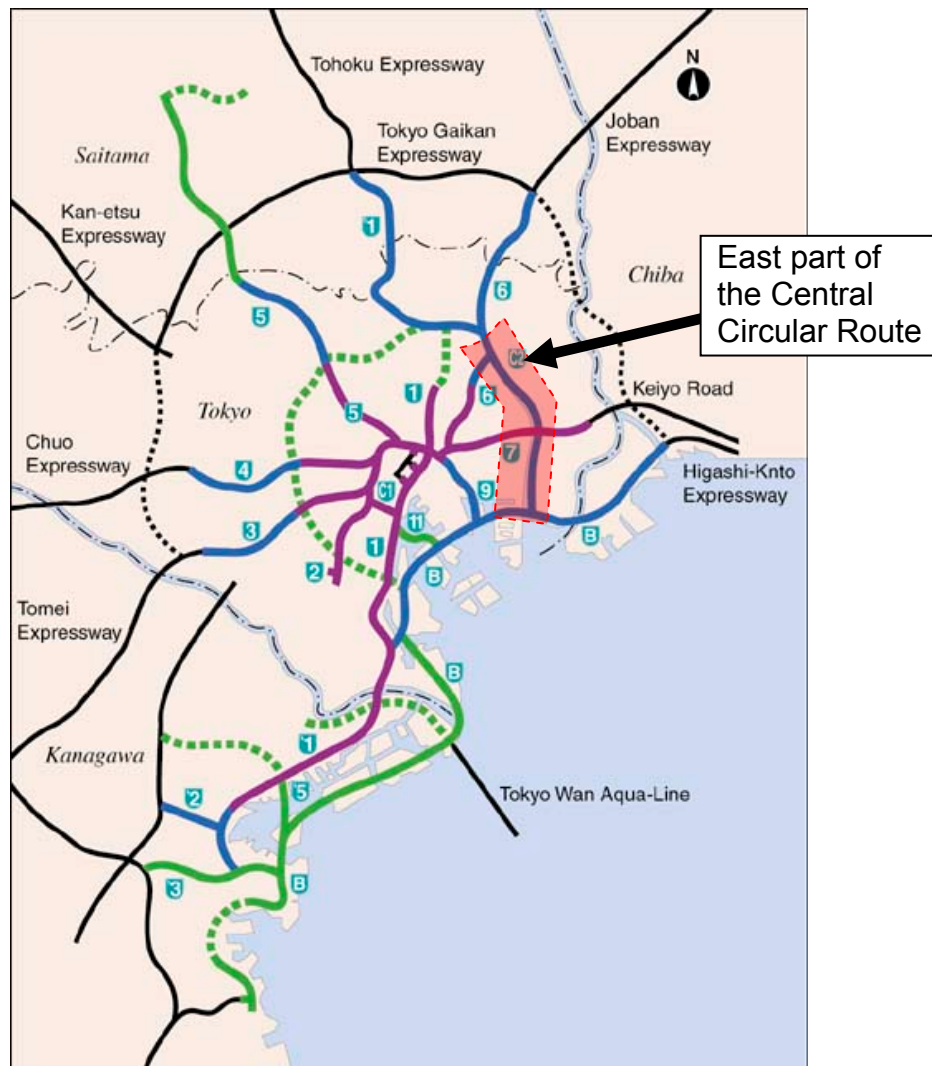 N
Tohoku Expressway
Joban
Expressway
Tokyo Gaikan
Expressway
Saitama
Kan-etsu
Expressway
1
Chiba
East part of
the Central
Circular Route
6
5
C2
Keiyo Road
1
6
Tokyo
5
7
Chuo
Expressway
4
Higashi-Knto
Expressway
C1
9
3
11
1
B
2
B
Tomei
Expressway
B
Kanagawa
1
5
2
Tokyo Wan Aqua-Line
3
B